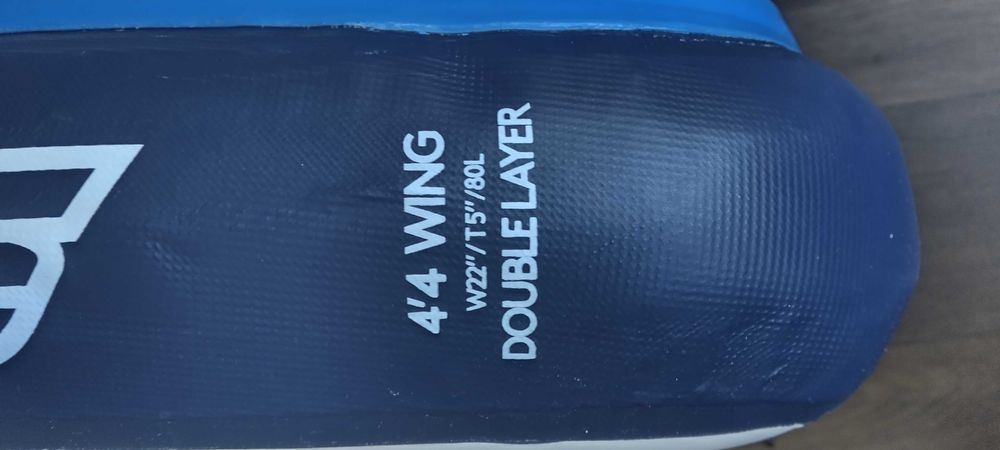 4'4 WING
W22"/T5"/80L
DOUBLE LAYER